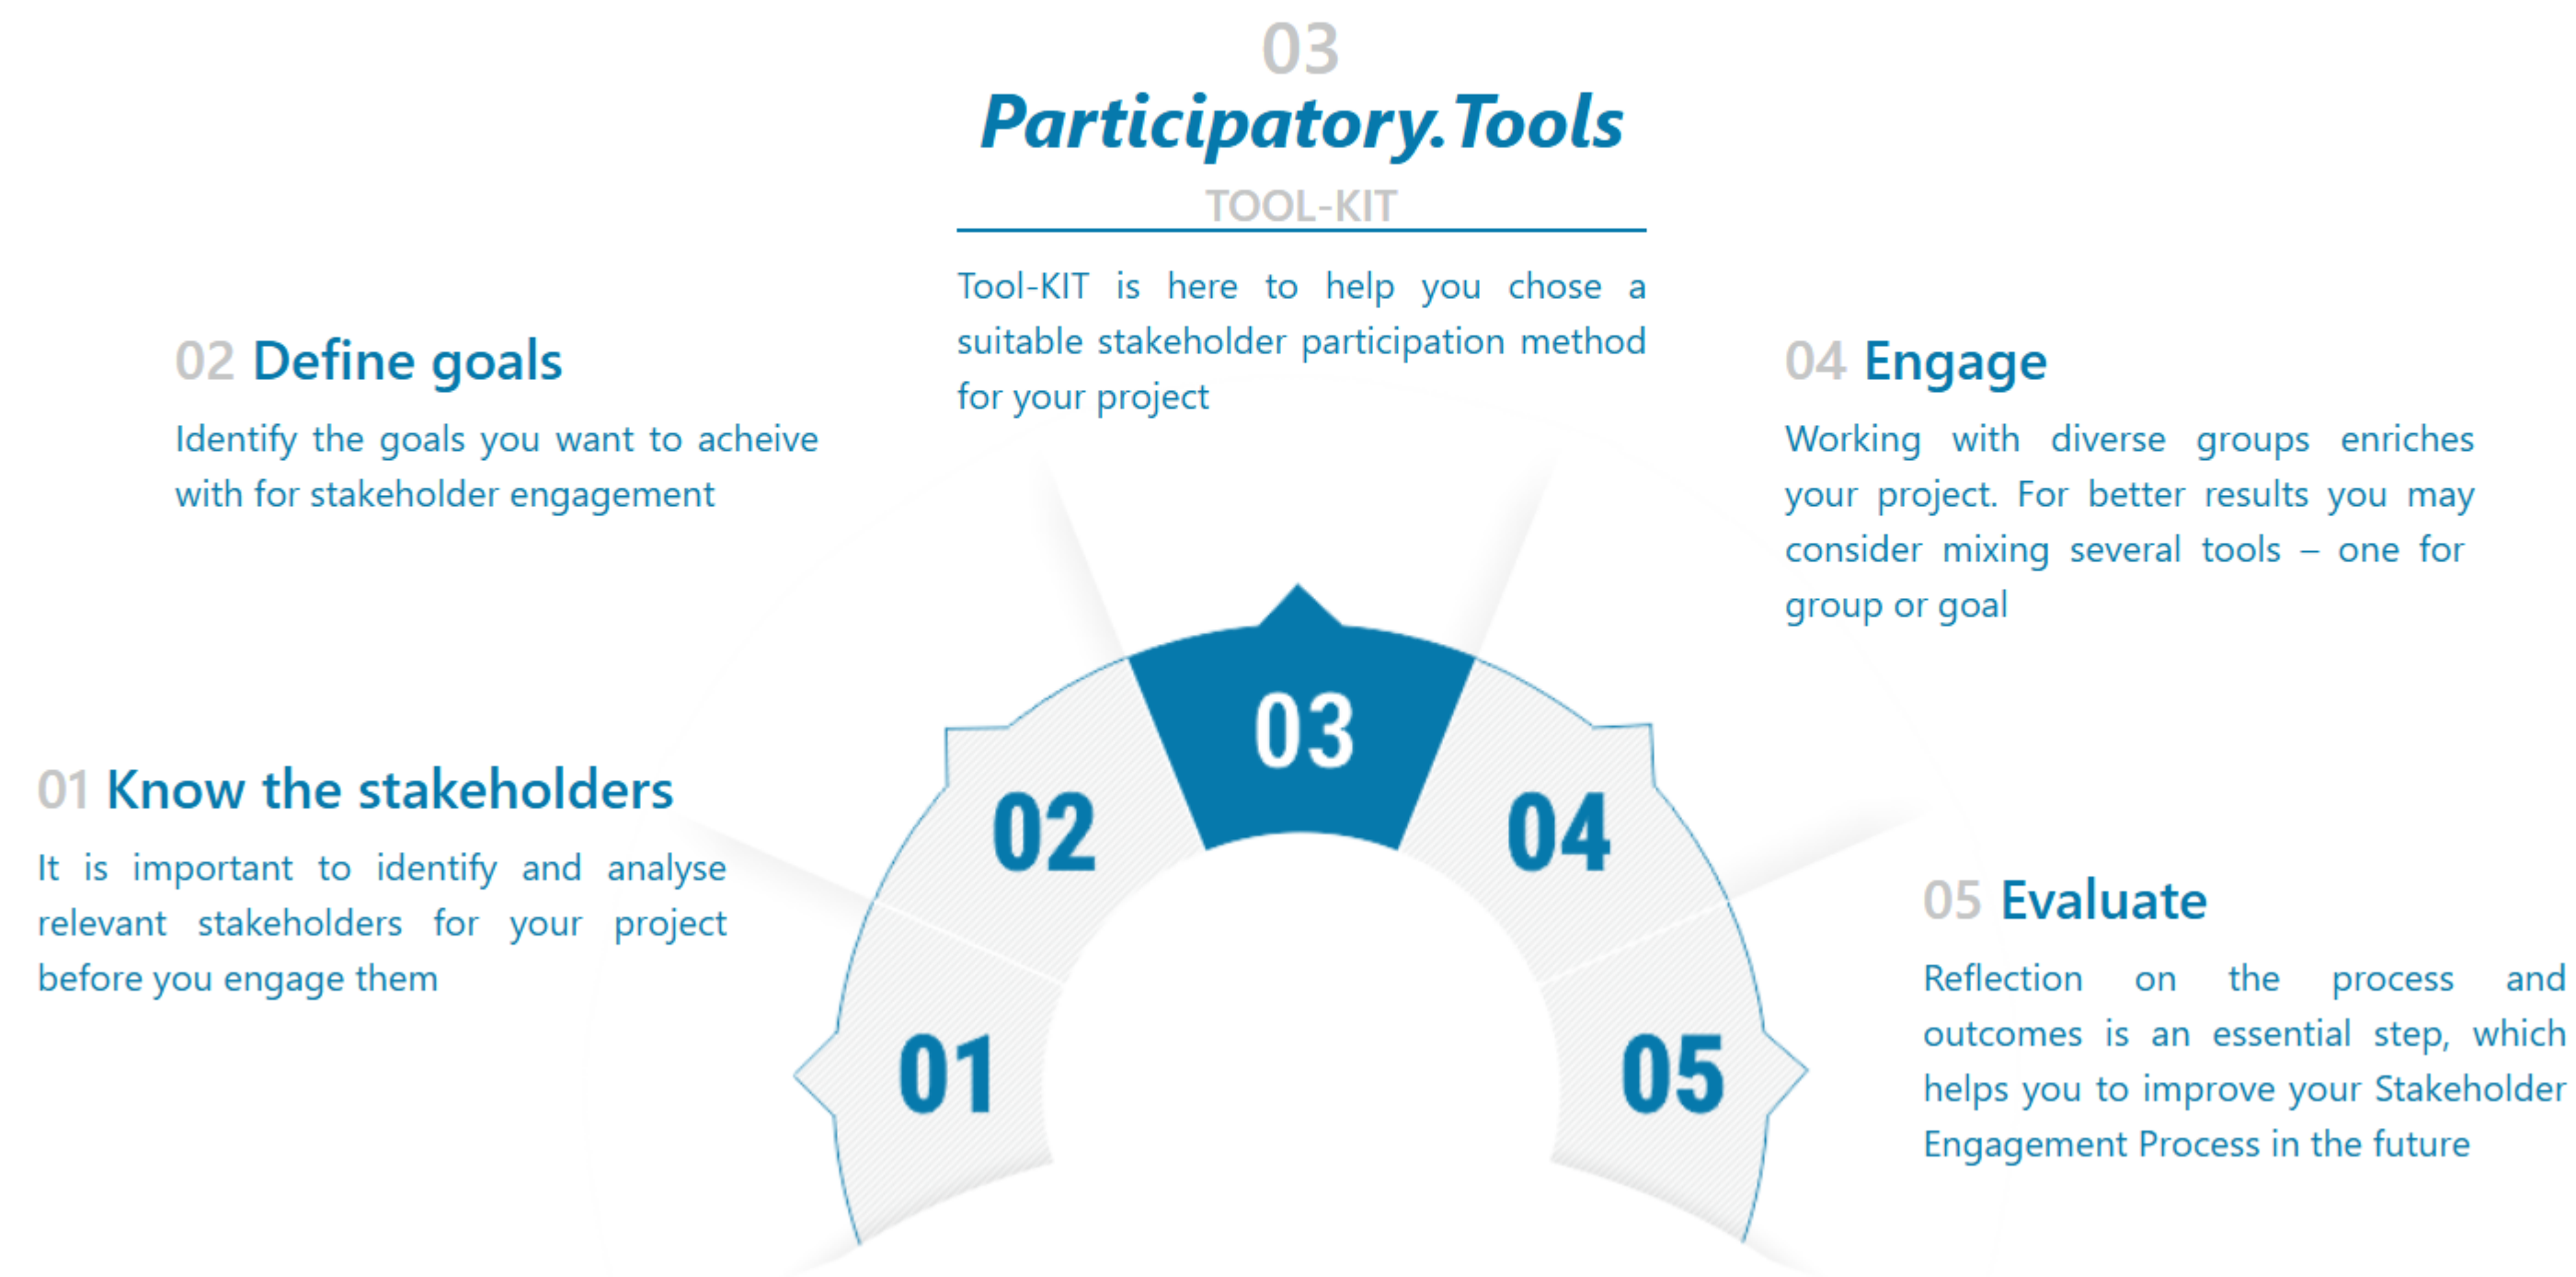 03
Participatory.Tools
TOOL-KIT
Tool-KIT is here to help you chose a
suitable stakeholder participation method
for your project
02 Define goals
Identify the goals you want to acheive
with for stakeholder engagement
04 Engage
Working with diverse groups enriches
your project. For better results you may
consider mixing several tools – one for
group or goal
01 Know the stakeholders
It is important to identify and analyse
relevant stakeholders for your project
before you engage them
05 Evaluate
Reflection on the process and
outcomes is an essential step, which
helps you to improve your Stakeholder
Engagement Process in the future
01
02
03
04
05